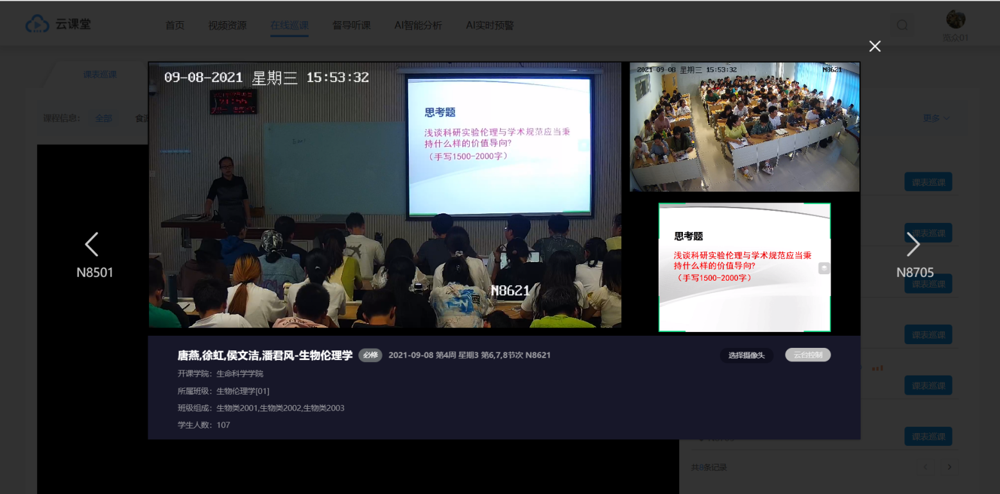 云课堂
首页 视频资源 在线巡课 督导听课 AI智能分析 AI实时预警
览众01
课表巡课
课程信息： 全部
更多
09-08-2021 星期三 15:53:32
思考题
浅谈科研实验伦理与学术规范应当秉
持什么样的价值导向?
（手写1500-2000字）
N8621
2021-09-08 星期三 15:53:32
N8621
思考题
浅谈科研实验伦理与学术规范应当秉
持什么样的价值导向?
（手写1500-2000字）
N8501
N8705
课表巡课
课表巡课
课表巡课
课表巡课
课表巡课
课表巡课
唐燕,徐虹,侯文洁,潘君风-生物伦理学 必修 2021-09-08 第4周 星期3 第6,7,8节次 N8621
选择摄像头 云台控制
开课学院：生命科学学院
所属班级：生物伦理学[01]
班级组成：生物类2001,生物类2002,生物类2003
学生人数：107
共8条记录